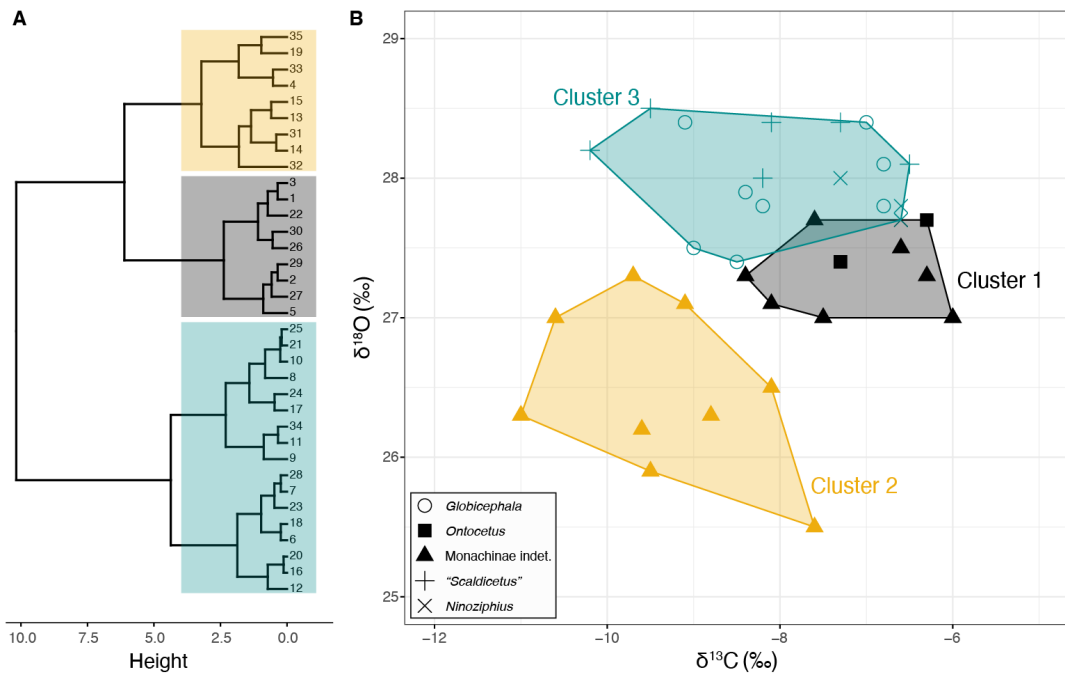 A
35
19
33
4
15
13
31
14
32
3
1
22
30
26
29
2
27
5
25
21
10
8
24
17
34
11
9
28
7
23
18
6
20
16
12
10.0 7.5 5.0 2.5 0.0
Height
B
29
28
27
26
25
δ18O (‰)
Cluster 3
Cluster 1
Cluster 2
Globicephala
Ontocetus
Monachinae indet.
“Scaldicetus”
Ninoziphius
−12 −10 −8 −6
δ13C (‰)